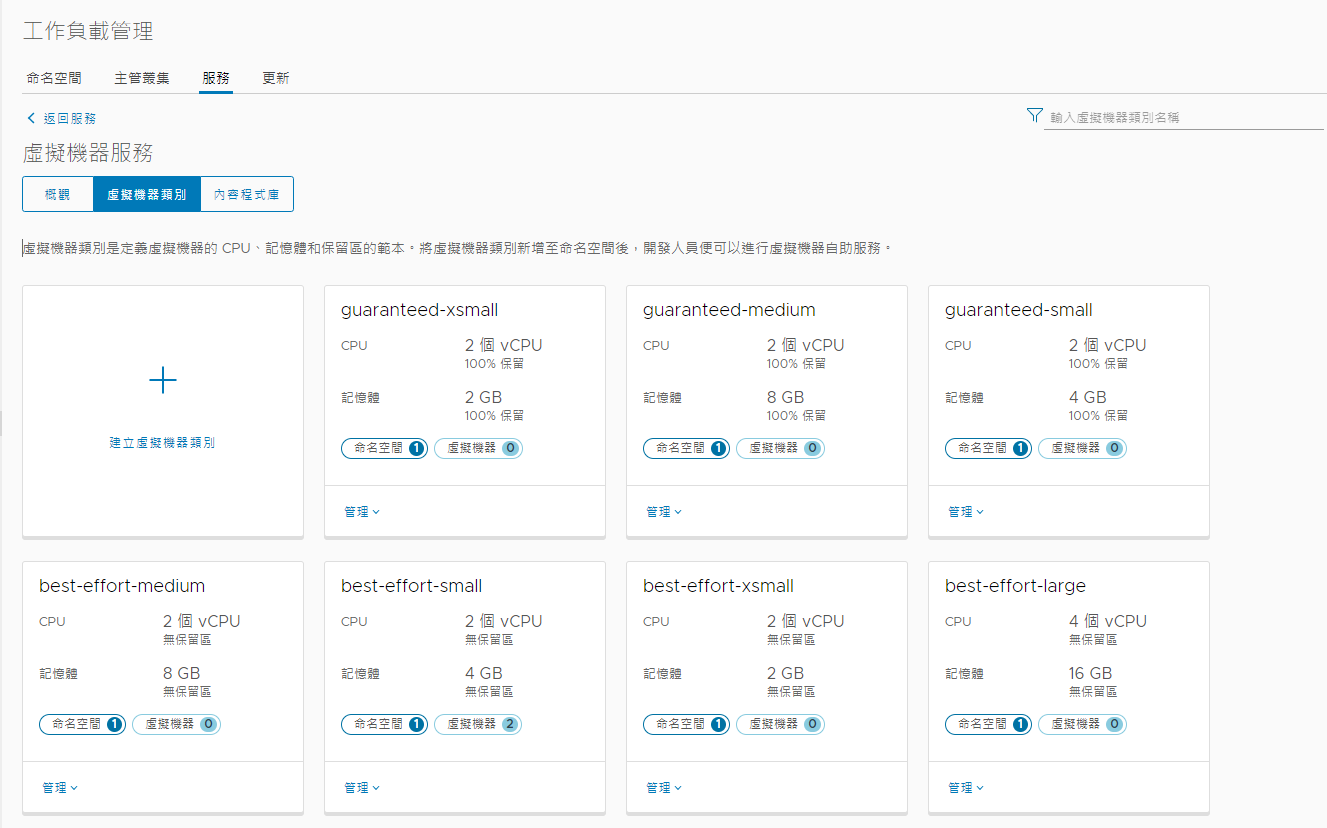 工作負載管理
命名空間 主管叢集 服務 更新
返回服務
輸入虛擬機器類別名稱
虛擬機器服務
概觀 虛擬機器類別 內容程式庫
虛擬機器類別是定義虛擬機器的 CPU、記憶體和保留區的範本。將虛擬機器類別新增至命名空間後，開發人員便可以進行虛擬機器自助服務。
建立虛擬機器類別
guaranteed-xsmall
CPU 2 個 vCPU
100% 保留
記憶體 2 GB
100% 保留
命名空間 1 虛擬機器 0
管理
guaranteed-medium
CPU 2 個 vCPU
100% 保留
記憶體 8 GB
100% 保留
命名空間 1 虛擬機器 0
管理
guaranteed-small
CPU 2 個 vCPU
100% 保留
記憶體 4 GB
100% 保留
命名空間 1 虛擬機器 0
管理
best-effort-medium
CPU 2 個 vCPU
無保留區
記憶體 8 GB
無保留區
命名空間 1 虛擬機器 0
管理
best-effort-small
CPU 2 個 vCPU
無保留區
記憶體 4 GB
無保留區
命名空間 1 虛擬機器 2
管理
best-effort-xsmall
CPU 2 個 vCPU
無保留區
記憶體 2 GB
無保留區
命名空間 1 虛擬機器 0
管理
best-effort-large
CPU 4 個 vCPU
無保留區
記憶體 16 GB
無保留區
命名空間 1 虛擬機器 0
管理